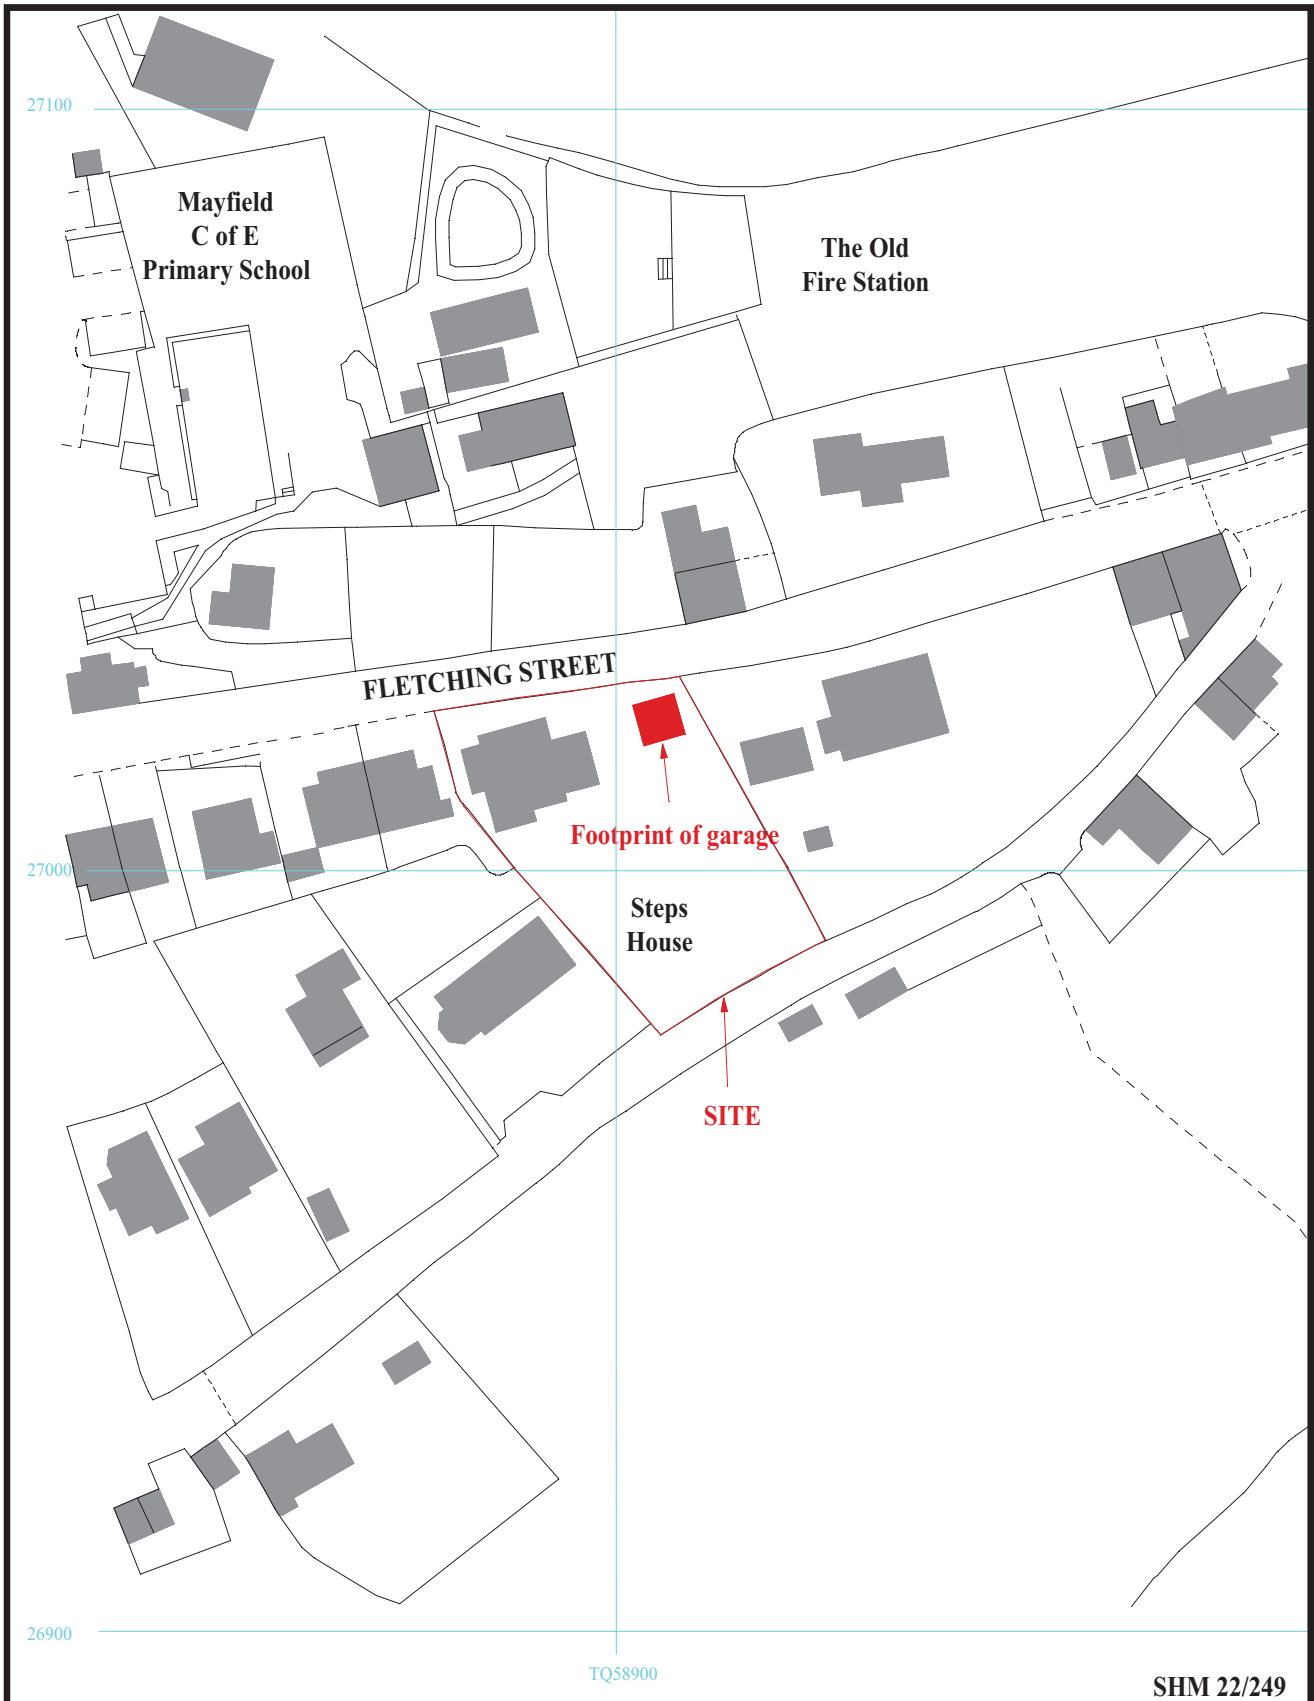 27100
Mayfield
C of E
Primary School
The Old
Fire Station
FLETCHING STREET
Footprint of garage
27000
Steps
House
SITE
26900
TQ58900
SHM 22/249